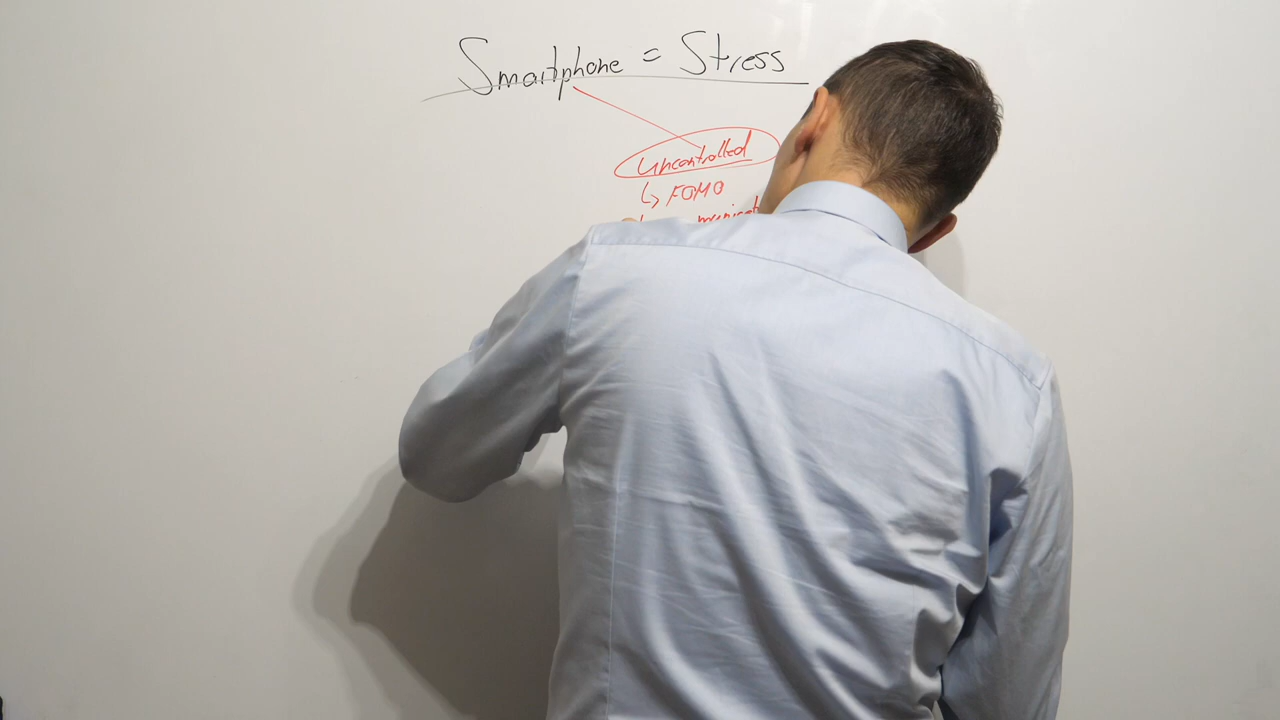 Smartphone = Stress
uncontrolled
↳ FOMO